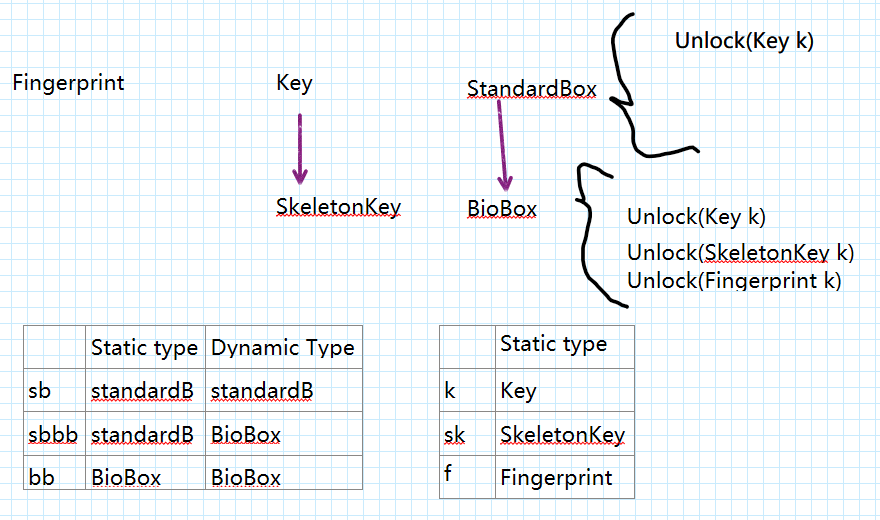 Unlock(Key k)
Fingerprint Key StandardBox
SkeletonKey BioBox
Unlock(Key k)
Unlock(SkeletonKey k)
Unlock(Fingerprint k)
Static type Dynamic Type
sb standardB standardB
sbbb standardB BioBox
bb BioBox BioBox
Static type
k Key
sk SkeletonKey
f Fingerprint